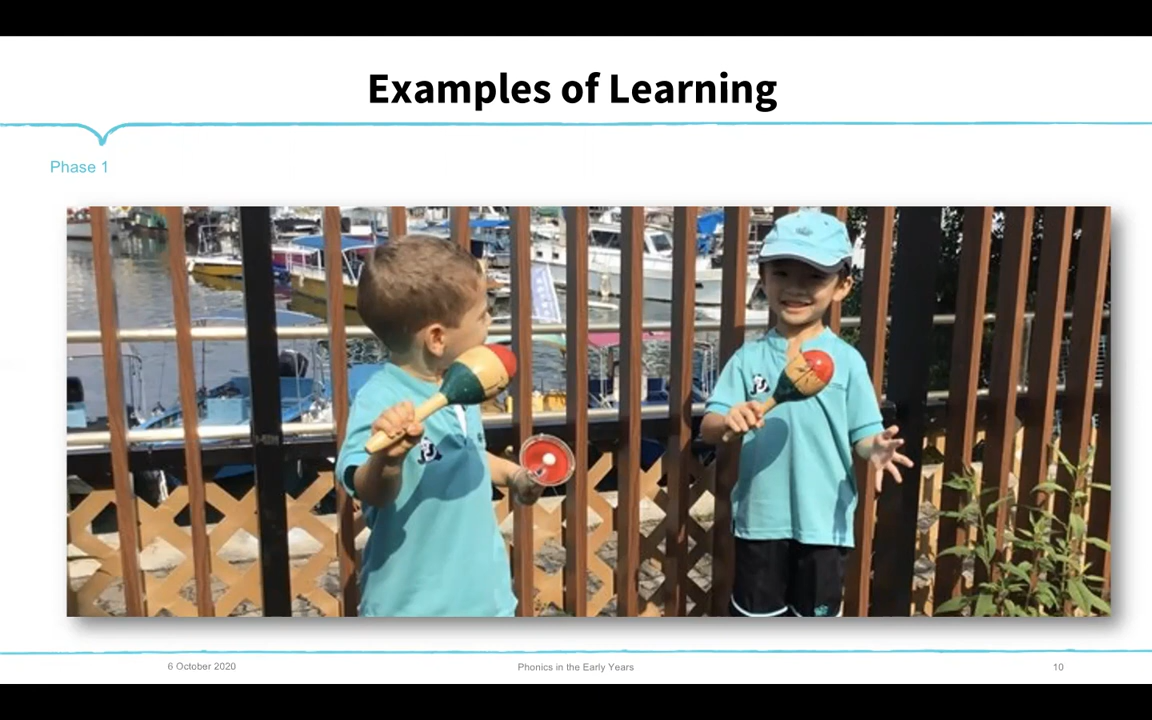 Examples of Learning
Phase 1
6 October 2020
Phonics in the Early Years
10